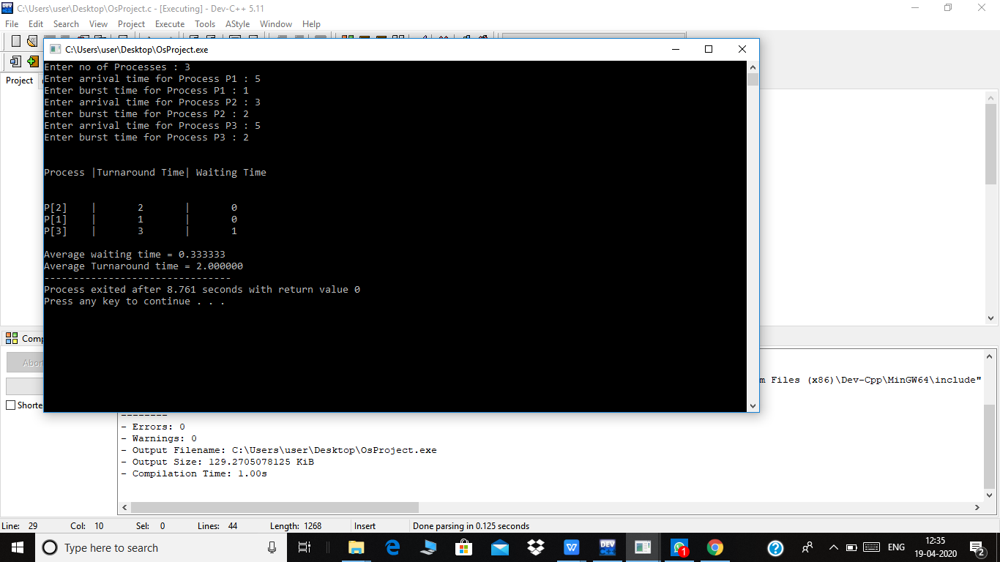 C:\Users\user\Desktop\OsProject.c - [Executing] - Dev-C++ 5.11
File Edit Search View Project Execute Tools AStyle Window Help
C:\Users\user\Desktop\OsProject.exe
Project
Enter no of Processes : 3
Enter arrival time for Process P1 : 5
Enter burst time for Process P1 : 1
Enter arrival time for Process P2 : 3
Enter burst time for Process P2 : 2
Enter arrival time for Process P3 : 5
Enter burst time for Process P3 : 2
Process |Turnaround Time| Waiting Time
P[2] | 2 | 0
P[1] | 1 | 0
P[3] | 3 | 1
Average waiting time = 0.333333
Average Turnaround time = 2.000000
--------------------------------
Process exited after 8.761 seconds with return value 0
Press any key to continue . . .
Comp
Abor
Shorte
m Files (x86)\Dev-Cpp\MinGW64\include"
--------
- Errors: 0
- Warnings: 0
- Output Filename: C:\Users\user\Desktop\OsProject.exe
- Output Size: 129.2705078125 KiB
- Compilation Time: 1.00s
Line: 29 Col: 10 Sel: 0 Lines: 44 Length: 1268 Insert Done parsing in 0.125 seconds
Type here to search
DEV
1
ENG
12:35
19-04-2020
2